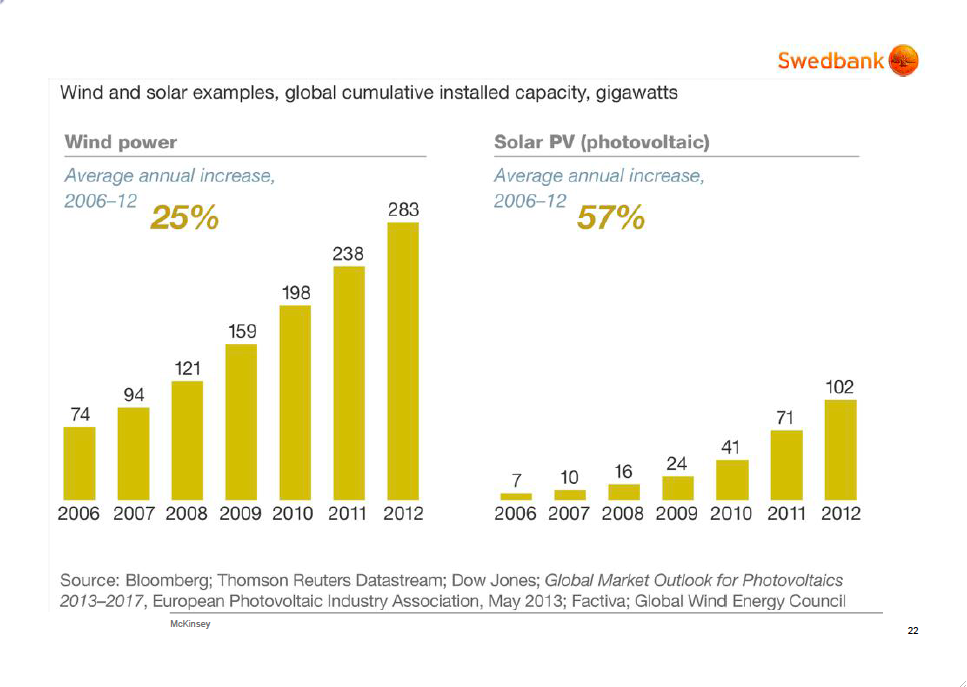 Swedbank
Wind and solar examples, global cumulative installed capacity, gigawatts
Wind power
Average annual increase,
2006–12 25%
283
238
198
159
121
94
74
2006 2007 2008 2009 2010 2011 2012
Solar PV (photovoltaic)
Average annual increase,
2006–12 57%
102
71
41
24
16
10
7
2006 2007 2008 2009 2010 2011 2012
Source: Bloomberg; Thomson Reuters Datastream; Dow Jones; Global Market Outlook for Photovoltaics
2013–2017, European Photovoltaic Industry Association, May 2013; Factiva; Global Wind Energy Council
McKinsey
22